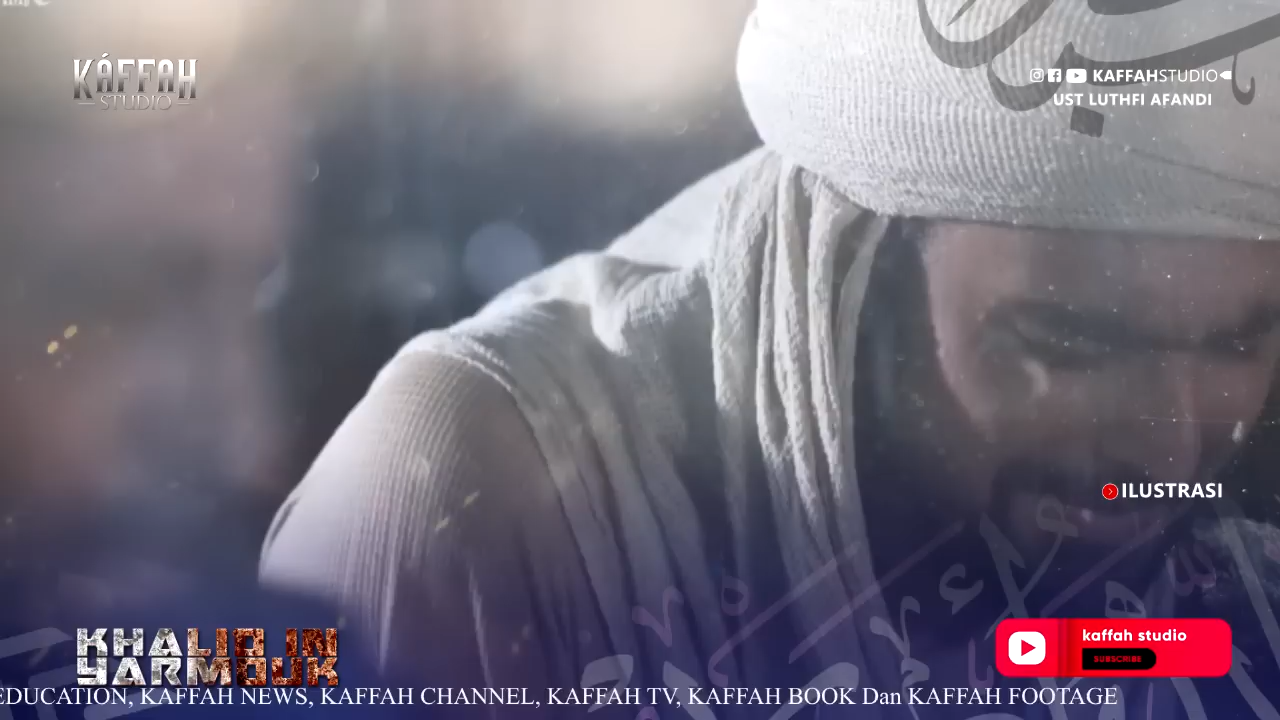 KÁFFAH
STUDIO
KAFFAHSTUDIO
UST LUTHFI AFANDI
ILUSTRASI
KHALID IN
YARMOUK
kaffah studio
SUBSCRIBE
EDUCATION, KAFFAH NEWS, KAFFAH CHANNEL, KAFFAH TV, KAFFAH BOOK Dan KAFFAH FOOTAGE